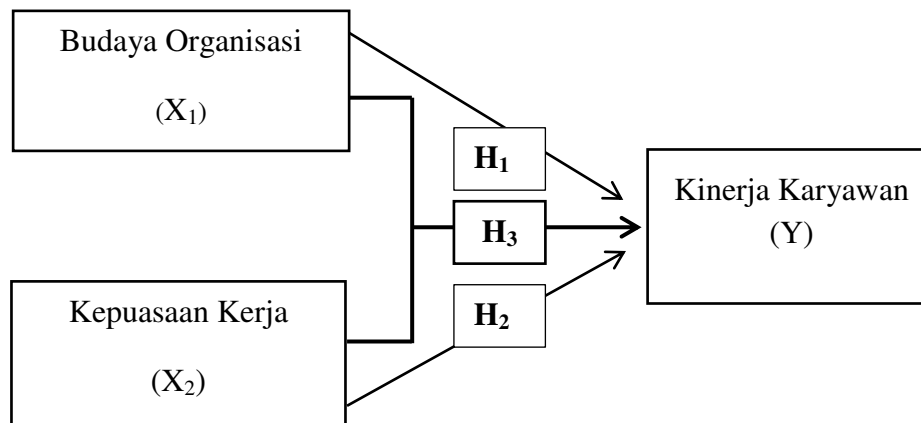 Budaya Organisasi
(X₁)
H₁
Kinerja Karyawan
(Y)
H₃
Kepuasaan Kerja
(X₂)
H₂